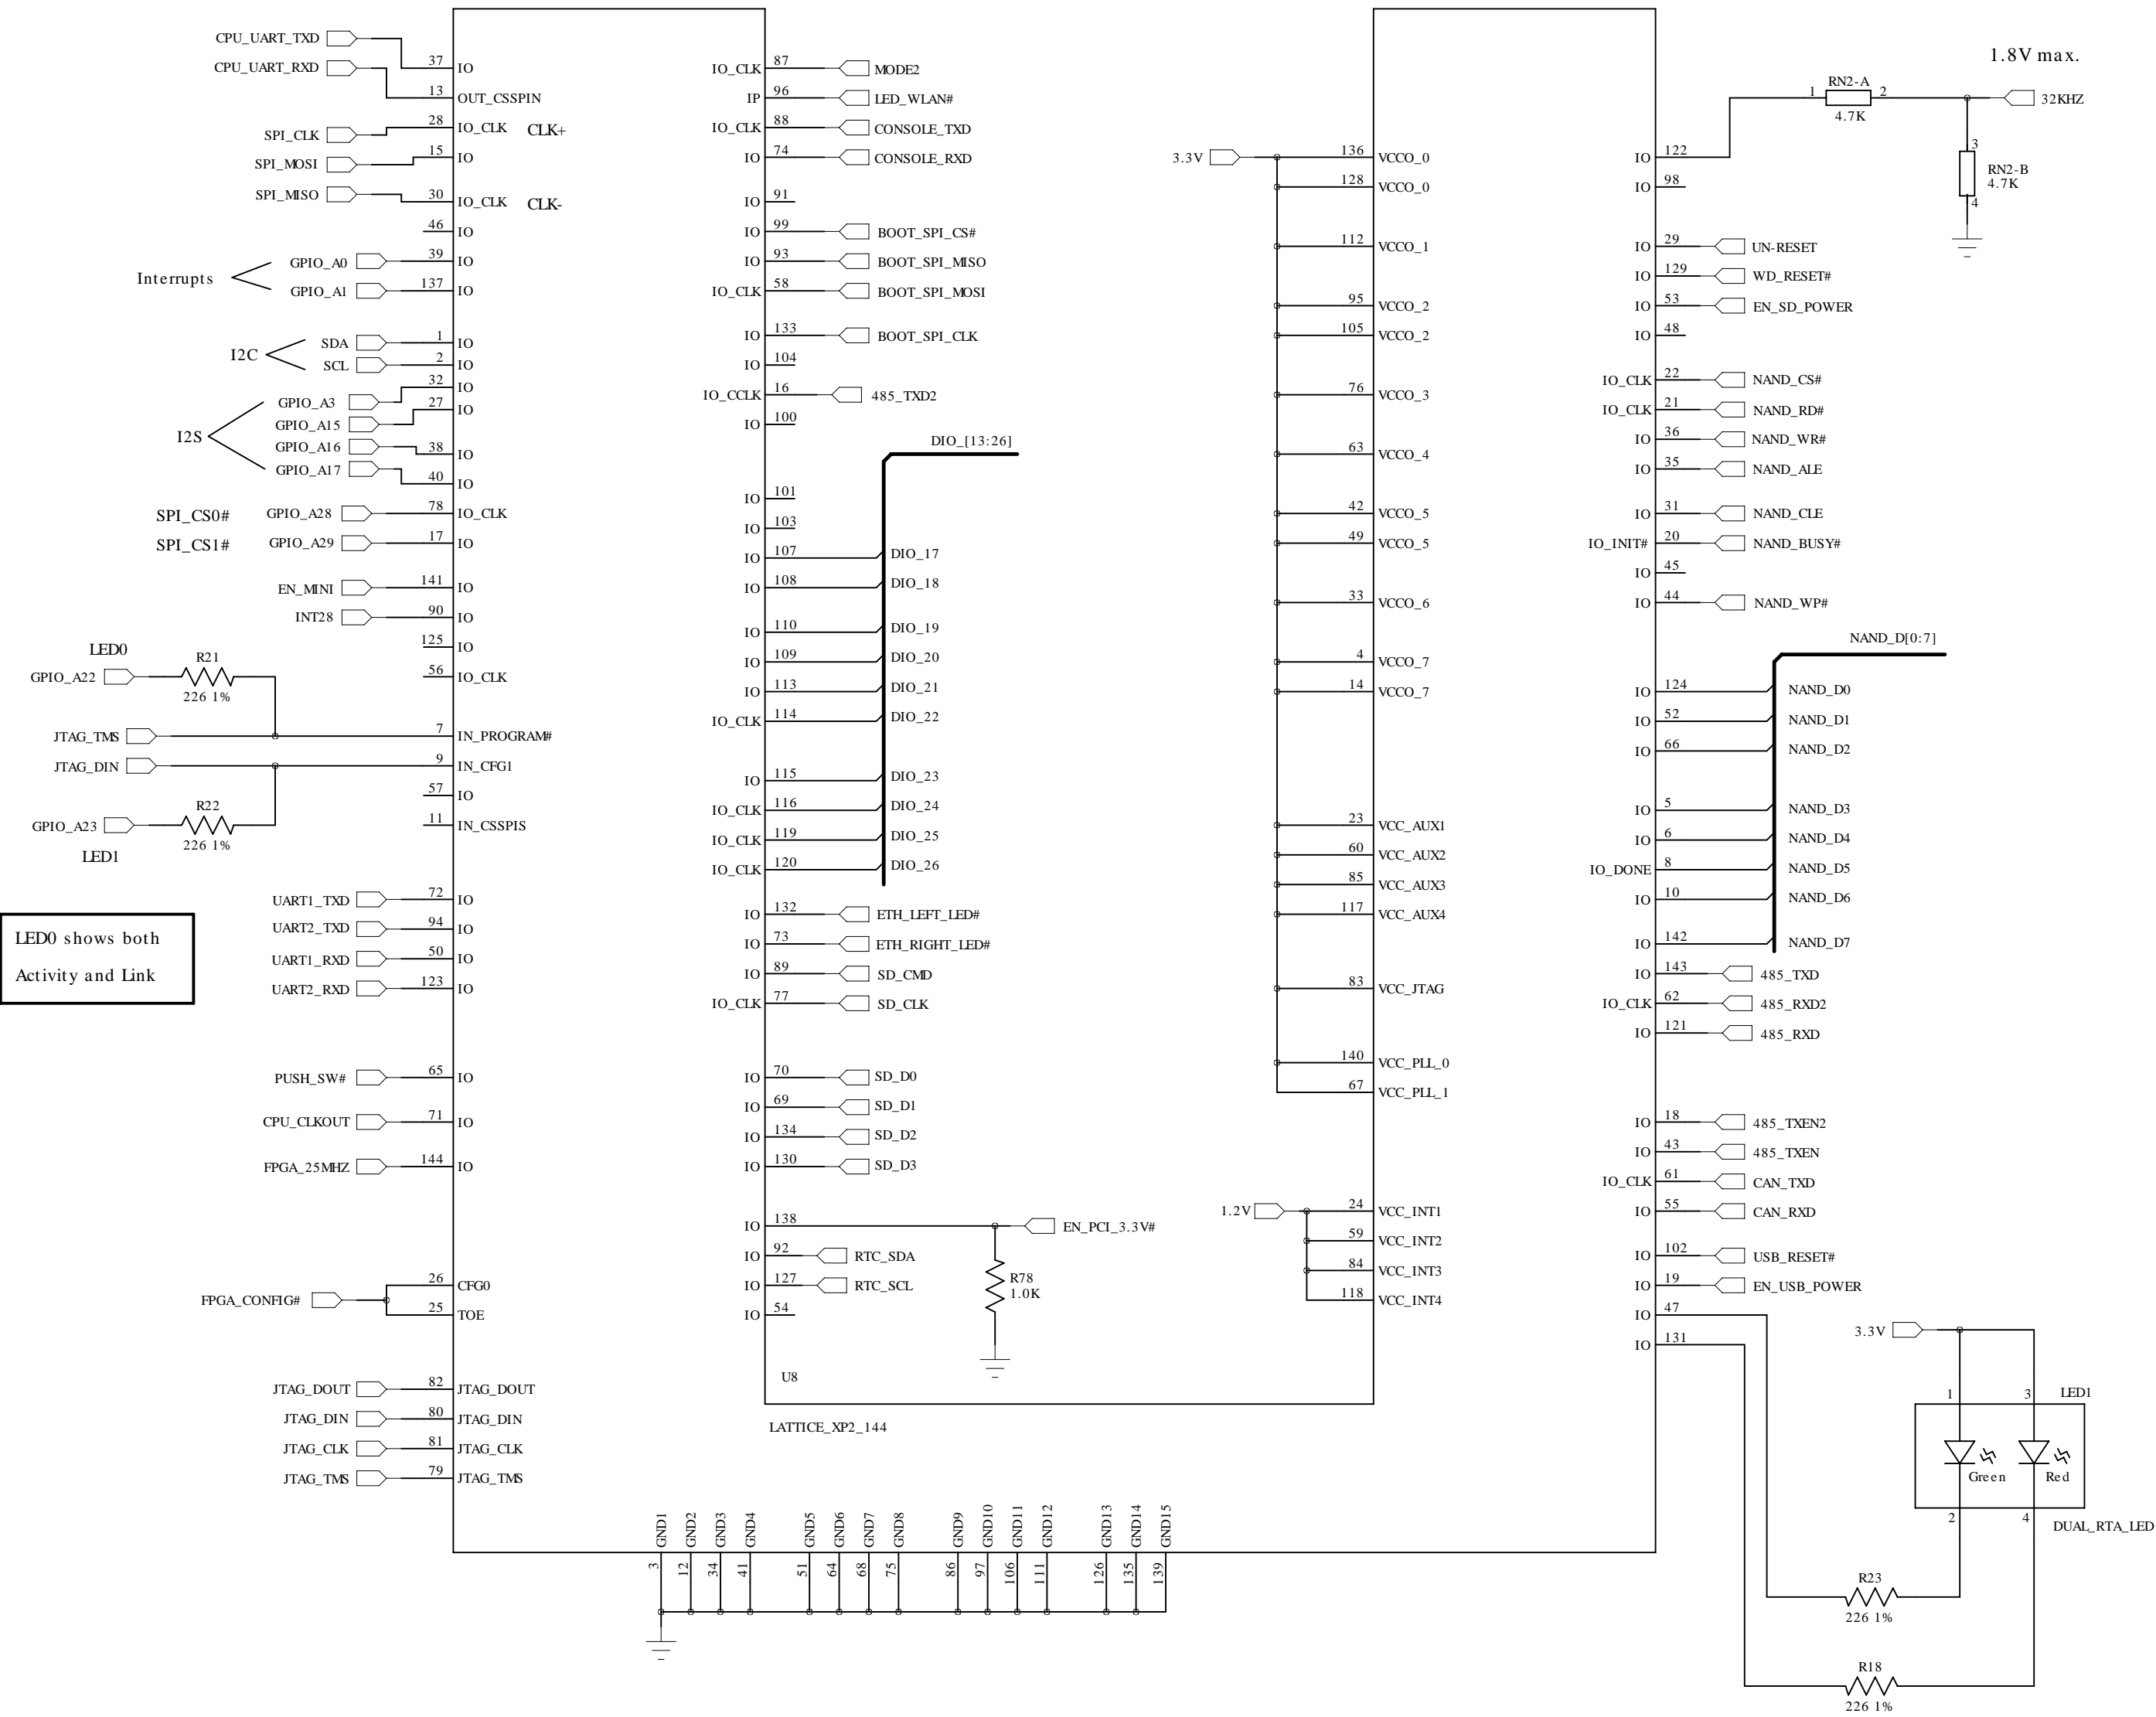 CPU_UART_TXD
CPU_UART_RXD
37 IO
13 OUT_CSSPIN
SPI_CLK 28 IO_CLK CLK+
SPI_MOSI 15 IO
SPI_MISO 30 IO_CLK CLK-
46 IO
Interrupts
GPIO_A0 39 IO
GPIO_A1 137 IO
I2C
SDA 1 IO
SCL 2 IO
I2S
GPIO_A3 32 IO
GPIO_A15 27 IO
GPIO_A16 38 IO
GPIO_A17 40 IO
SPI_CS0# GPIO_A28 78 IO_CLK
SPI_CS1# GPIO_A29 17 IO
EN_MINI 141 IO
INT28 90 IO
125 IO
56 IO_CLK
LED0
GPIO_A22
R21
226 1%
JTAG_TMS 7 IN_PROGRAM#
JTAG_DIN 9 IN_CFG1
57 IO
R22
GPIO_A23
226 1%
LED1
11 IN_CSSPIS
UART1_TXD 72 IO
UART2_TXD 94 IO
UART1_RXD 50 IO
UART2_RXD 123 IO
LED0 shows both
Activity and Link
PUSH_SW# 65 IO
CPU_CLKOUT 71 IO
FPGA_25MHZ 144 IO
FPGA_CONFIG#
26 CFG0
25 TOE
JTAG_DOUT 82 JTAG_DOUT
JTAG_DIN 80 JTAG_DIN
JTAG_CLK 81 JTAG_CLK
JTAG_TMS 79 JTAG_TMS
IO_CLK 87 MODE2
IP 96 LED_WLAN#
IO_CLK 88 CONSOLE_TXD
IO 74 CONSOLE_RXD
IO 91
IO 99 BOOT_SPI_CS#
IO 93 BOOT_SPI_MISO
IO_CLK 58 BOOT_SPI_MOSI
IO 133 BOOT_SPI_CLK
IO 104
IO_CCLK 16 485_TXD2
IO 100
DIO_[13:26]
IO 101
IO 103
IO 107 DIO_17
IO 108 DIO_18
IO 110 DIO_19
IO 109 DIO_20
IO 113 DIO_21
IO_CLK 114 DIO_22
IO 115 DIO_23
IO_CLK 116 DIO_24
IO_CLK 119 DIO_25
IO_CLK 120 DIO_26
IO 132 ETH_LEFT_LED#
IO 73 ETH_RIGHT_LED#
IO 89 SD_CMD
IO_CLK 77 SD_CLK
IO 70 SD_D0
IO 69 SD_D1
IO 134 SD_D2
IO 130 SD_D3
IO 138 EN_PCI_3.3V#
IO 92 RTC_SDA
IO 127 RTC_SCL
IO 54
R78
1.0K
U8
LATTICE_XP2_144
3 GND1
12 GND2
34 GND3
41 GND4
51 GND5
64 GND6
68 GND7
75 GND8
86 GND9
97 GND10
106 GND11
111 GND12
126 GND13
135 GND14
139 GND15
3.3V 136 VCCO_0
128 VCCO_0
112 VCCO_1
95 VCCO_2
105 VCCO_2
76 VCCO_3
63 VCCO_4
42 VCCO_5
49 VCCO_5
33 VCCO_6
4 VCCO_7
14 VCCO_7
23 VCC_AUX1
60 VCC_AUX2
85 VCC_AUX3
117 VCC_AUX4
83 VCC_JTAG
140 VCC_PLL_0
67 VCC_PLL_1
1.2V 24 VCC_INT1
59 VCC_INT2
84 VCC_INT3
118 VCC_INT4
1.8V max.
RN2-A
1 2
4.7K
32KHZ
3
RN2-B
4.7K
4
IO 122
IO 98
IO 29 UN-RESET
IO 129 WD_RESET#
IO 53 EN_SD_POWER
IO 48
IO_CLK 22 NAND_CS#
IO_CLK 21 NAND_RD#
IO 36 NAND_WR#
IO 35 NAND_ALE
IO 31 NAND_CLE
IO_INIT# 20 NAND_BUSY#
IO 45
IO 44 NAND_WP#
NAND_D[0:7]
IO 124 NAND_D0
IO 52 NAND_D1
IO 66 NAND_D2
IO 5 NAND_D3
IO 6 NAND_D4
IO_DONE 8 NAND_D5
IO 10 NAND_D6
IO 142 NAND_D7
IO 143 485_TXD
IO_CLK 62 485_RXD2
IO 121 485_RXD
IO 18 485_TXEN2
IO 43 485_TXEN
IO_CLK 61 CAN_TXD
IO 55 CAN_RXD
IO 102 USB_RESET#
IO 19 EN_USB_POWER
IO 47
IO 131
3.3V
1 3 LED1
Green Red
2 4
DUAL_RTA_LED
R23
226 1%
R18
226 1%